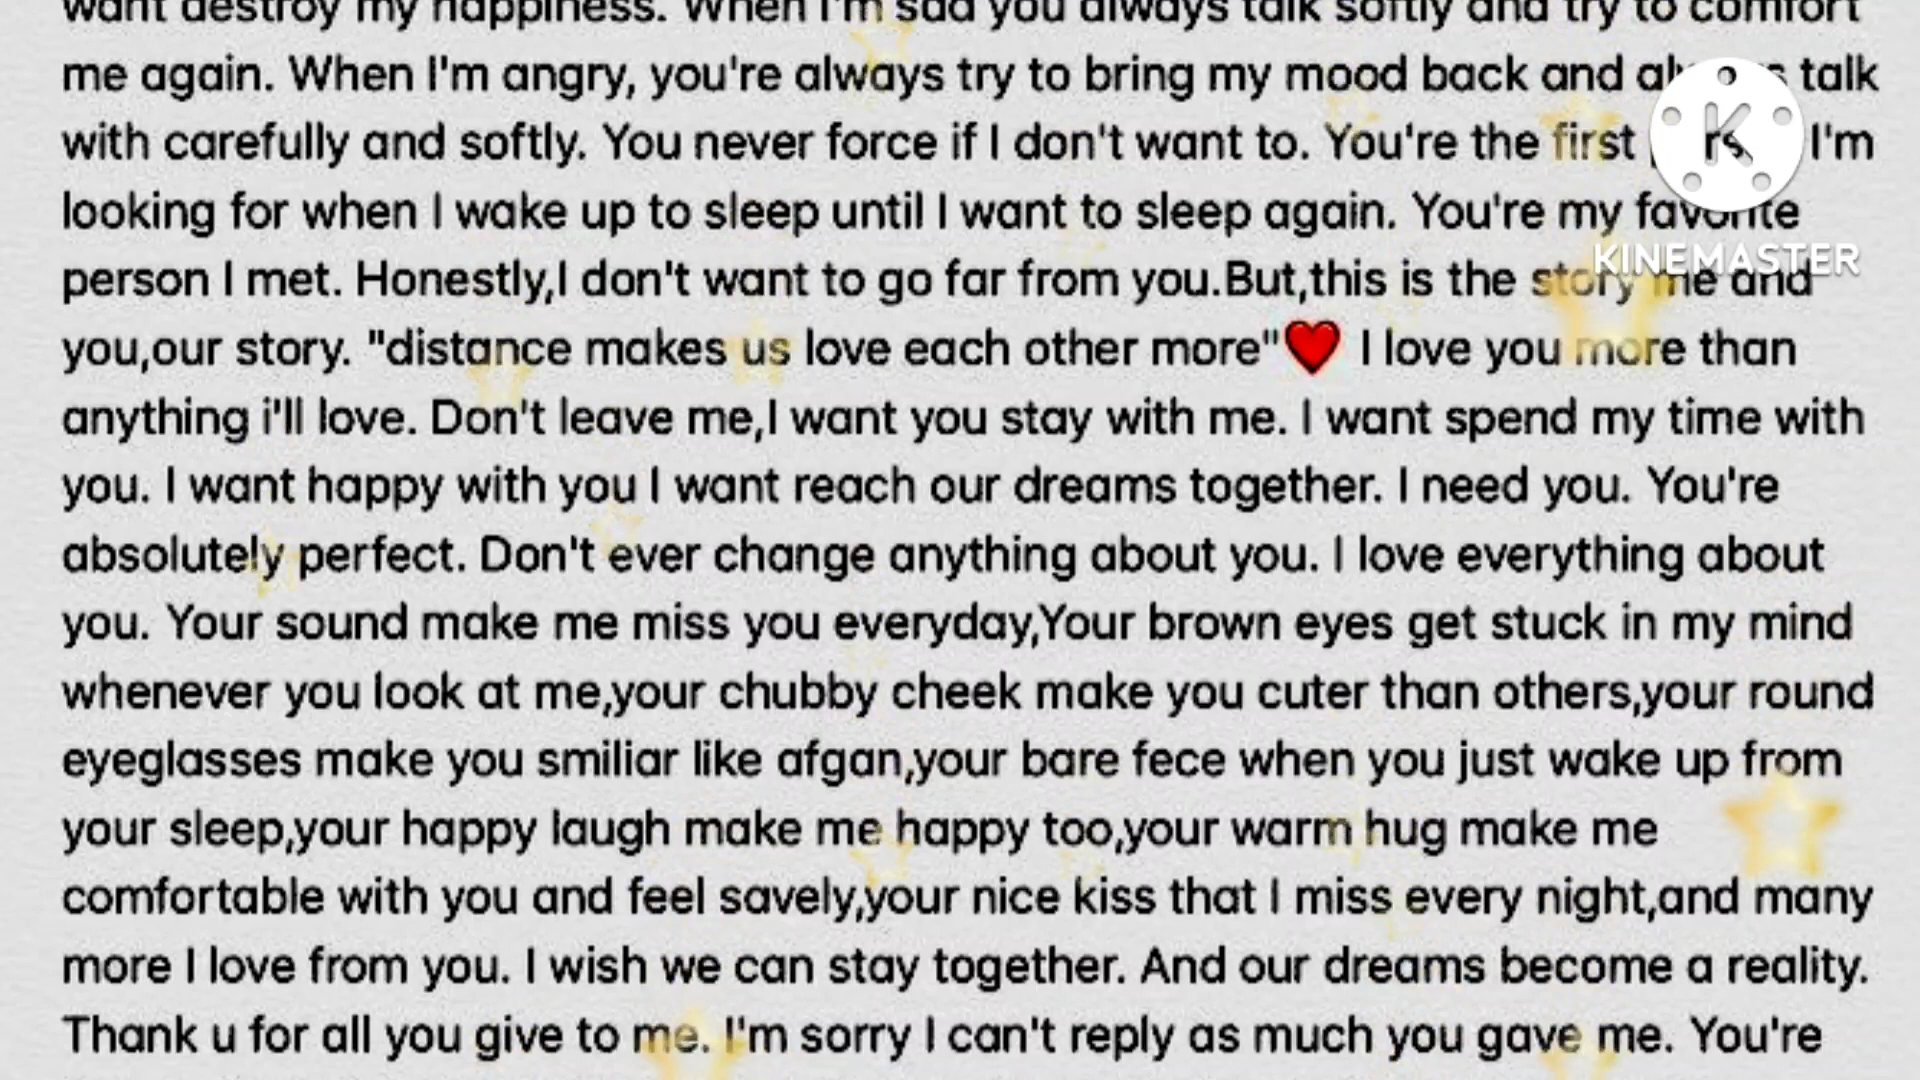 want destroy my happiness. When I'm sad you always talk softly and try to comfort
me again. When I'm angry, you're always try to bring my mood back and always talk
with carefully and softly. You never force if I don't want to. You're the first I'm
looking for when I wake up to sleep until I want to sleep again. You're my favorite
person I met. Honestly,I don't want to go far from you.But,this is the story me and
KINEMASTER
you,our story. "distance makes us love each other more"❤️ I love you more than
anything i'll love. Don't leave me,I want you stay with me. I want spend my time with
you. I want happy with you I want reach our dreams together. I need you. You're
absolutely perfect. Don't ever change anything about you. I love everything about
you. Your sound make me miss you everyday,Your brown eyes get stuck in my mind
whenever you look at me,your chubby cheek make you cuter than others,your round
eyeglasses make you smiliar like afgan,your bare fece when you just wake up from
your sleep,your happy laugh make me happy too,your warm hug make me
comfortable with you and feel savely,your nice kiss that I miss every night,and many
more I love from you. I wish we can stay together. And our dreams become a reality.
Thank u for all you give to me. I'm sorry I can't reply as much you gave me. You're